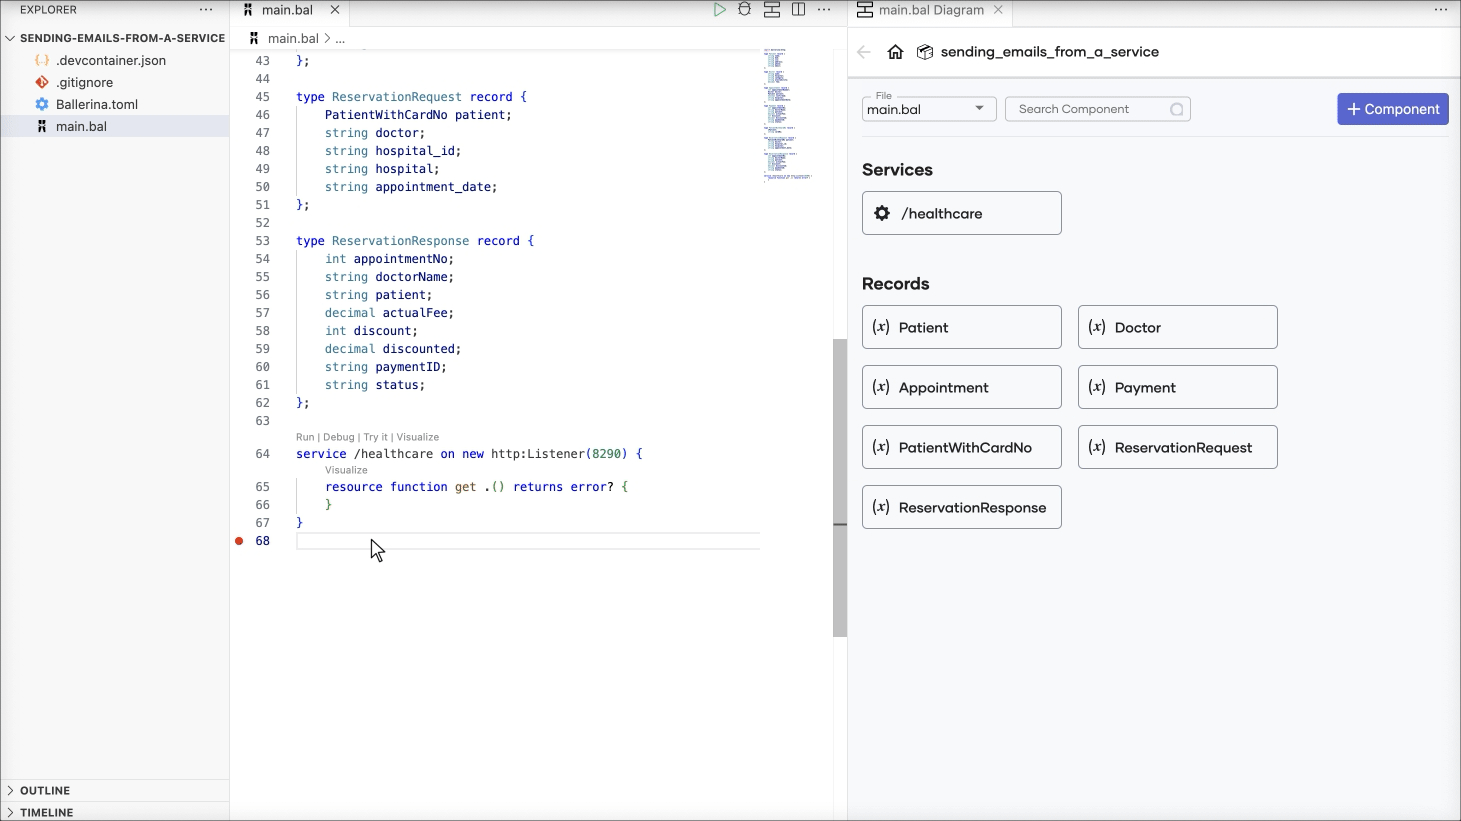 EXPLORER
SENDING-EMAILS-FROM-A-SERVICE
.devcontainer.json
.gitignore
Ballerina.toml
main.bal
OUTLINE
TIMELINE
main.bal
main.bal > ...
43 };
44
45 type ReservationRequest record {
46 PatientWithCardNo patient;
47 string doctor;
48 string hospital_id;
49 string hospital;
50 string appointment_date;
51 };
52
53 type ReservationResponse record {
54 int appointmentNo;
55 string doctorName;
56 string patient;
57 decimal actualFee;
58 int discount;
59 decimal discounted;
60 string paymentID;
61 string status;
62 };
63
Run | Debug | Try it | Visualize
64 service /healthcare on new http:Listener(8290) {
Visualize
65 resource function get .() returns error? {
66 }
67 }
68
main.bal Diagram
sending_emails_from_a_service
File
main.bal
Search Component
+ Component
Services
/healthcare
Records
(x) Patient
(x) Doctor
(x) Appointment
(x) Payment
(x) PatientWithCardNo
(x) ReservationRequest
(x) ReservationResponse